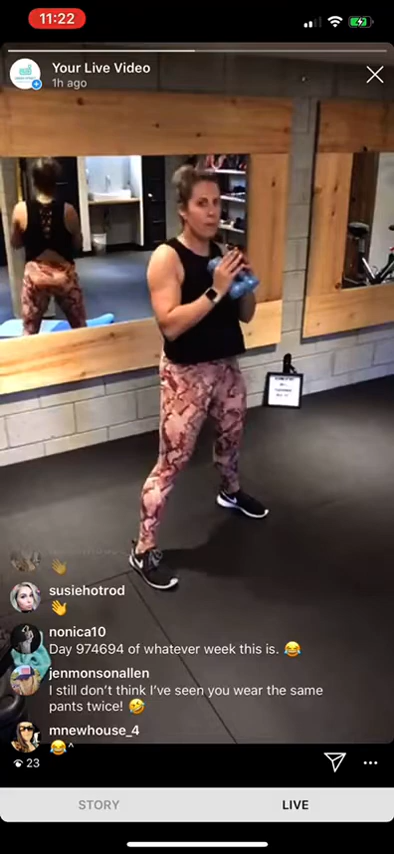 11:22
Your Live Video
1h ago
susiehotrod
👋
nonica10
Day 974694 of whatever week this is. 😂
jenmonsonallen
I still don't think I've seen you wear the
same
pants twice! 🤣
mnewhouse_4
😂^
23
STORY
LIVE